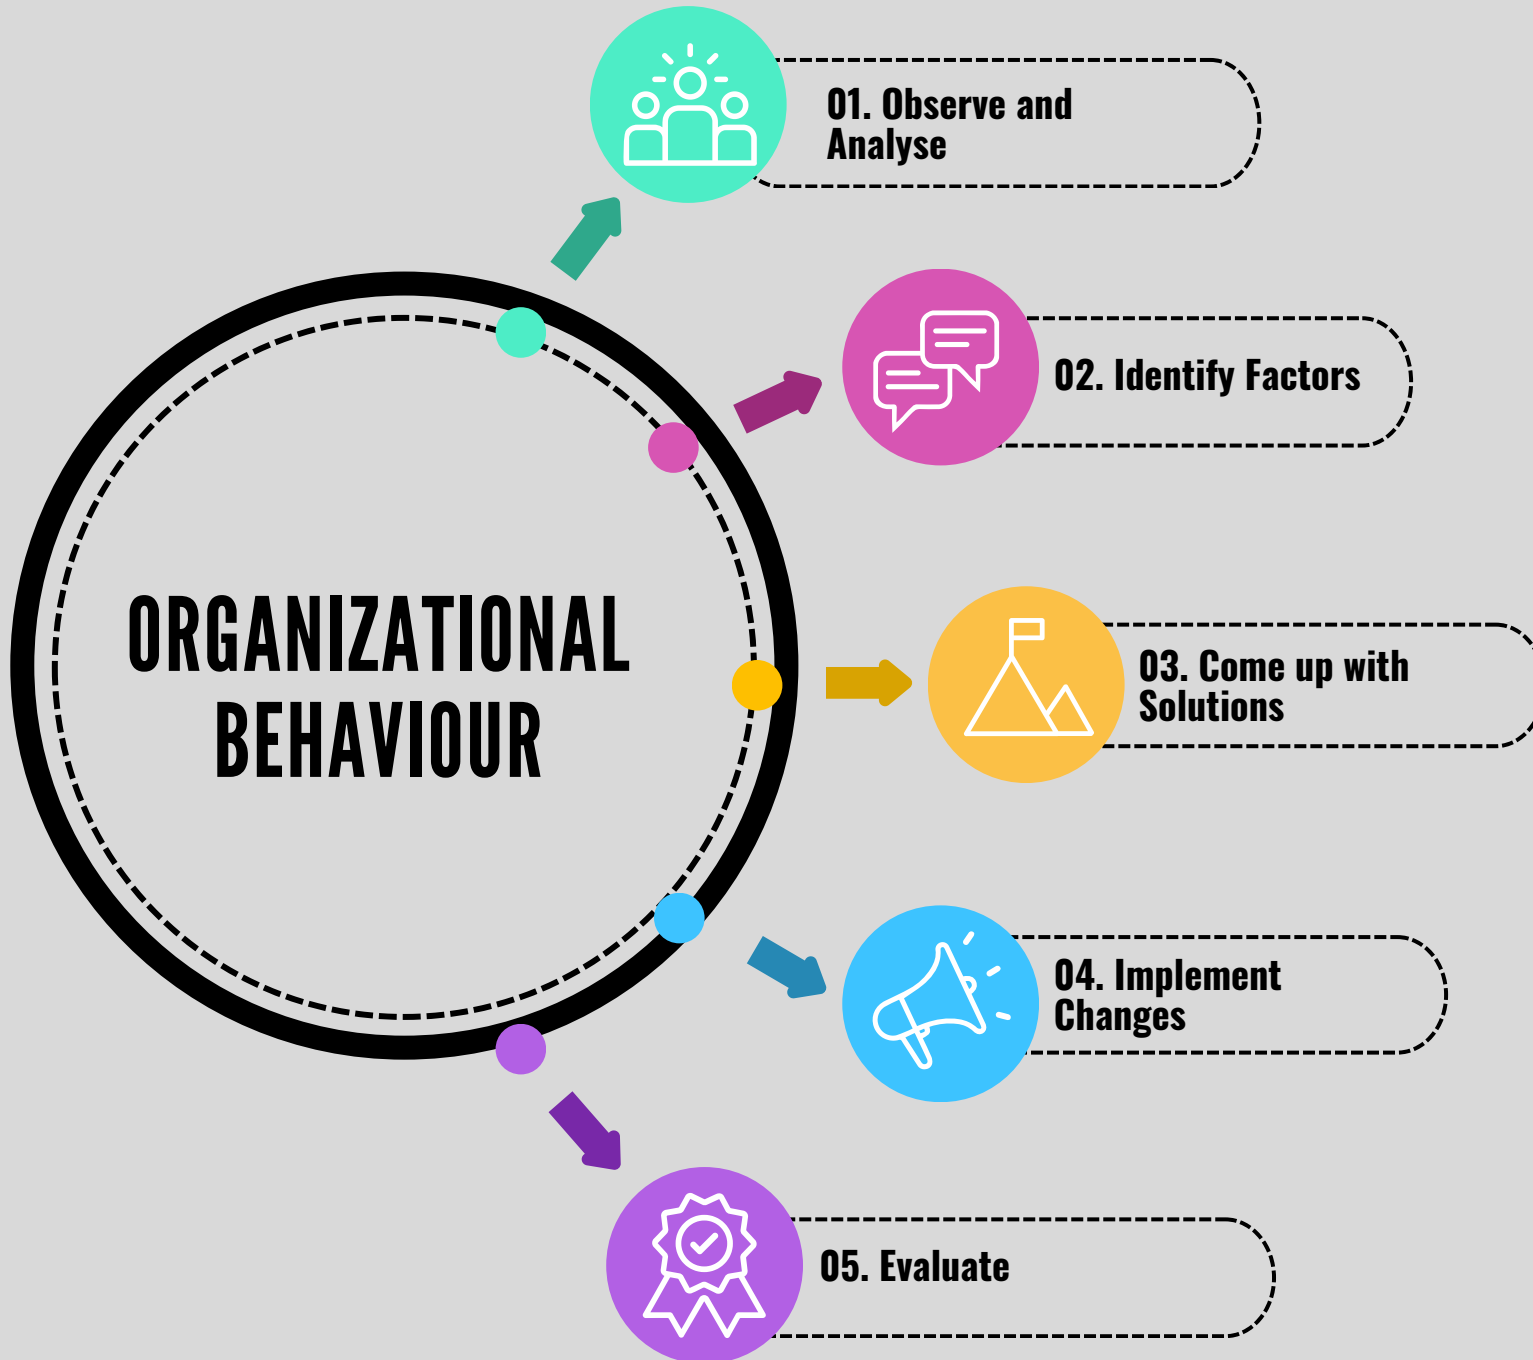 ORGANIZATIONAL
BEHAVIOUR
01. Observe and
Analyse
02. Identify Factors
03. Come up with
Solutions
04. Implement
Changes
05. Evaluate